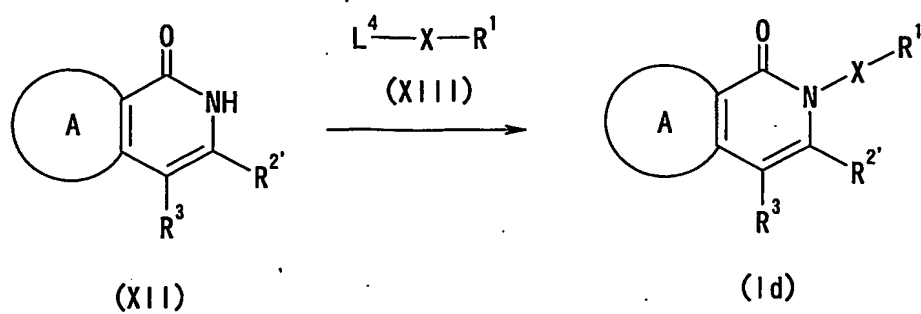 O
L⁴—X—R¹
(XIII)
A
NH
R²'
R³
(XII)
O
A
N
X
R¹
R²'
R³
(Id)